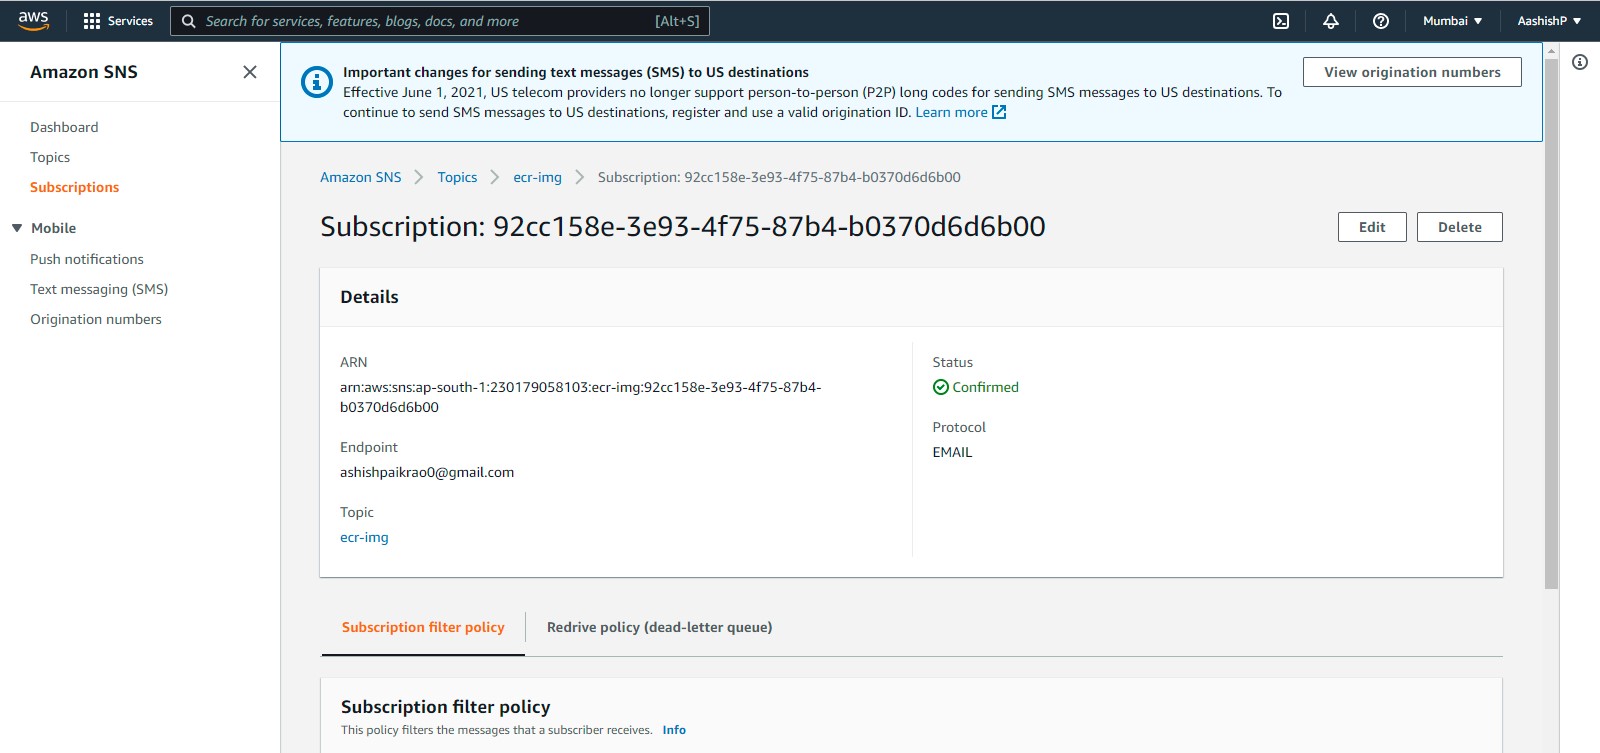 aws Services Search for services, features, blogs, docs, and more [Alt+S] Mumbai AashishP
Amazon SNS
Dashboard
Topics
Subscriptions
Mobile
Push notifications
Text messaging (SMS)
Origination numbers
Important changes for sending text messages (SMS) to US destinations
Effective June 1, 2021, US telecom providers no longer support person-to-person (P2P) long codes for sending SMS messages to US destinations. To
continue to send SMS messages to US destinations, register and use a valid origination ID. Learn more
View origination numbers
Amazon SNS > Topics > ecr-img > Subscription: 92cc158e-3e93-4f75-87b4-b0370d6d6b00
Subscription: 92cc158e-3e93-4f75-87b4-b0370d6d6b00
Edit Delete
Details
ARN
arn:aws:sns:ap-south-1:230179058103:ecr-img:92cc158e-3e93-4f75-87b4-
b0370d6d6b00
Endpoint
ashishpaikrao0@gmail.com
Topic
ecr-img
Status
Confirmed
Protocol
EMAIL
Subscription filter policy Redrive policy (dead-letter queue)
Subscription filter policy
This policy filters the messages that a subscriber receives. Info